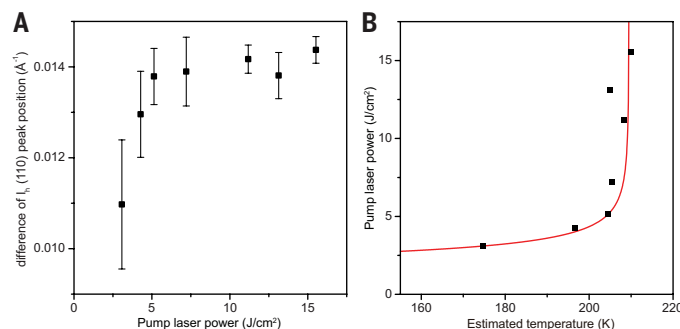 A
difference of Iₕ (110) peak position (Å⁻¹)
0.014
0.012
0.010
0
5
10
15
Pump laser power (J/cm²)
B
Pump laser power (J/cm²)
15
10
5
0
160
180
200
220
Estimated temperature (K)